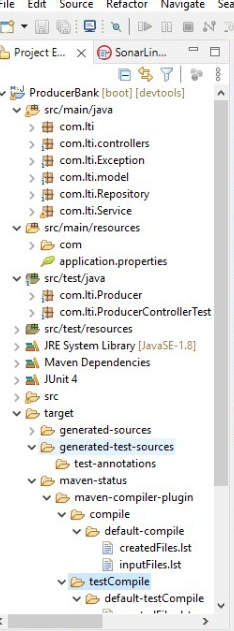 File Edit Source Refactor Navigate
Project E... SonarLin...
ProducerBank [boot] [devtools]
src/main/java
com.lti
com.lti.controllers
com.lti.Exception
com.lti.model
com.lti.Repository
com.lti.Service
src/main/resources
com
application.properties
src/test/java
com.lti.Producer
com.lti.ProducerControllerTest
src/test/resources
JRE System Library [JavaSE-1.8]
Maven Dependencies
JUnit 4
src
target
generated-sources
generated-test-sources
test-annotations
maven-status
maven-compiler-plugin
compile
default-compile
createdFiles.lst
inputFiles.lst
testCompile
default-testCompile